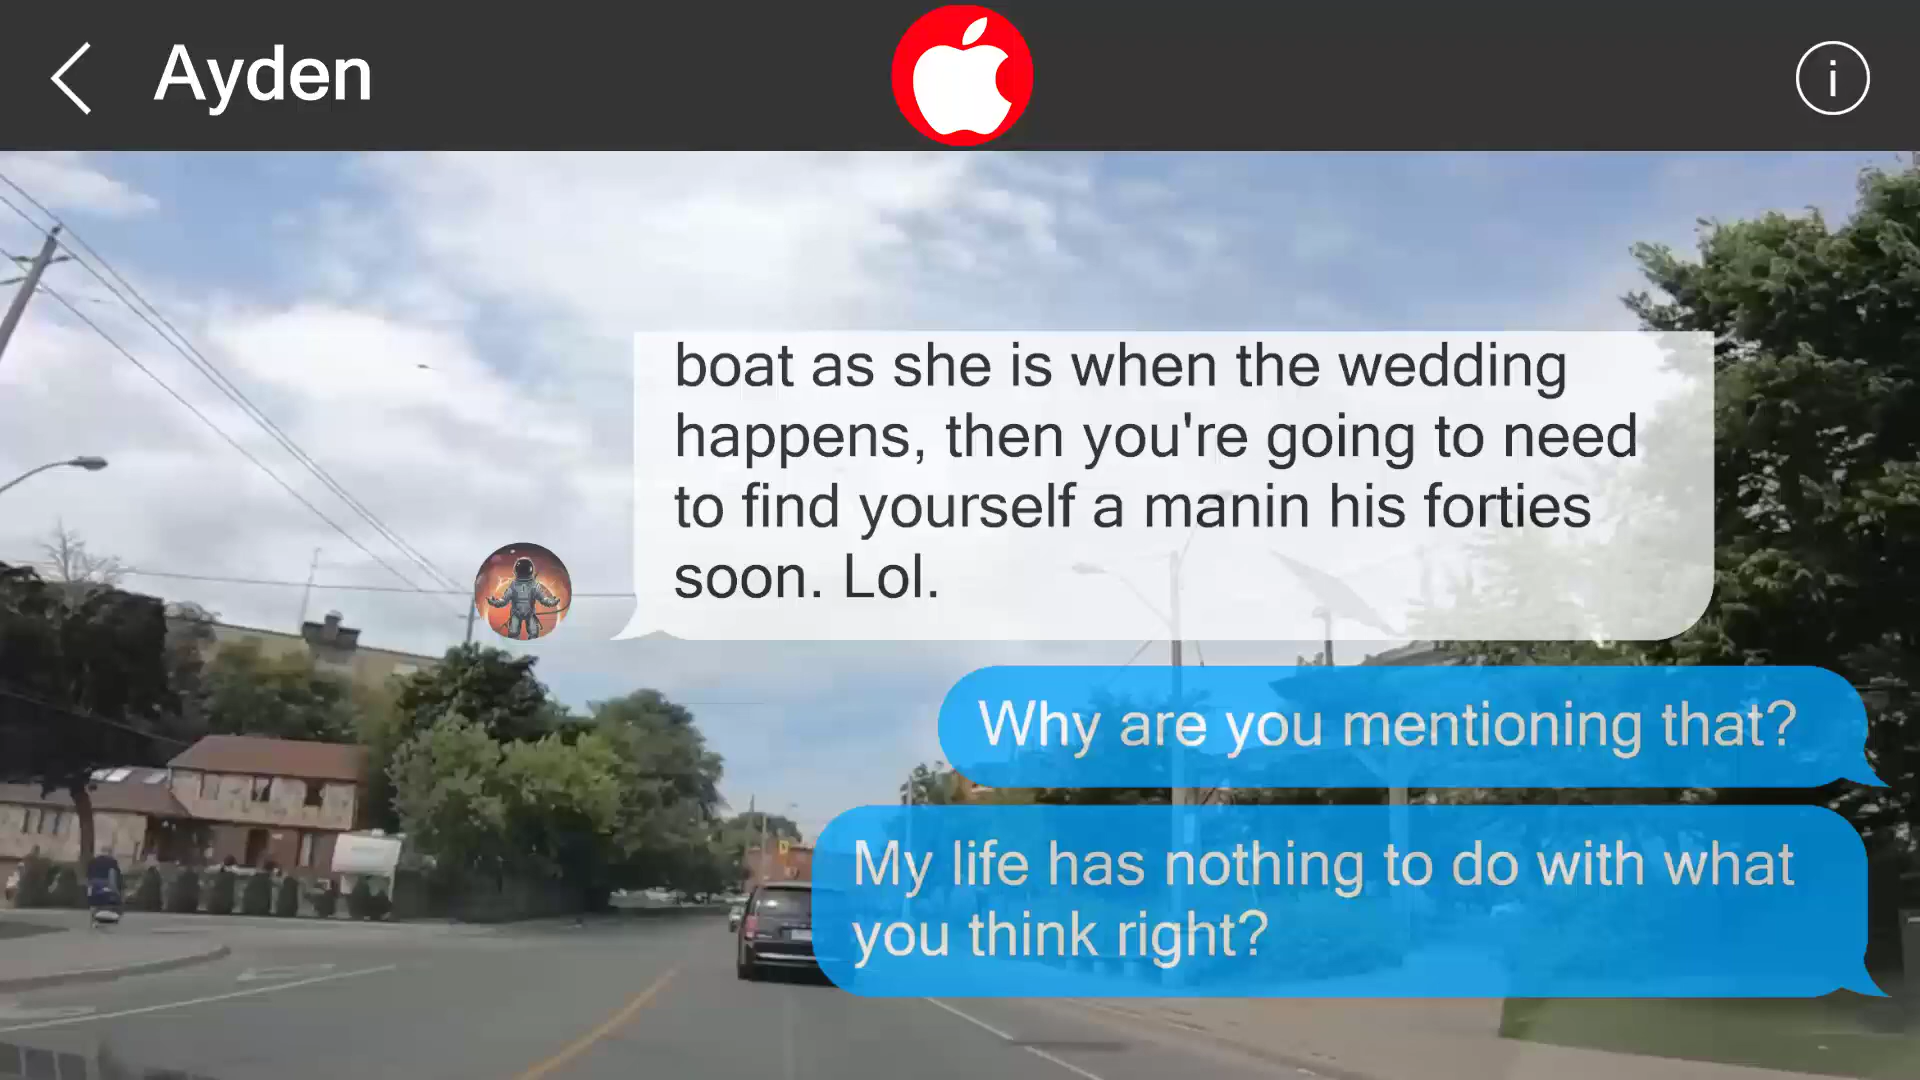 Ayden
i
boat as she is when the wedding
happens, then you're going to need
to find yourself a manin his forties
soon. Lol.
Why are you mentioning that?
My life has nothing to do with what
you think right?